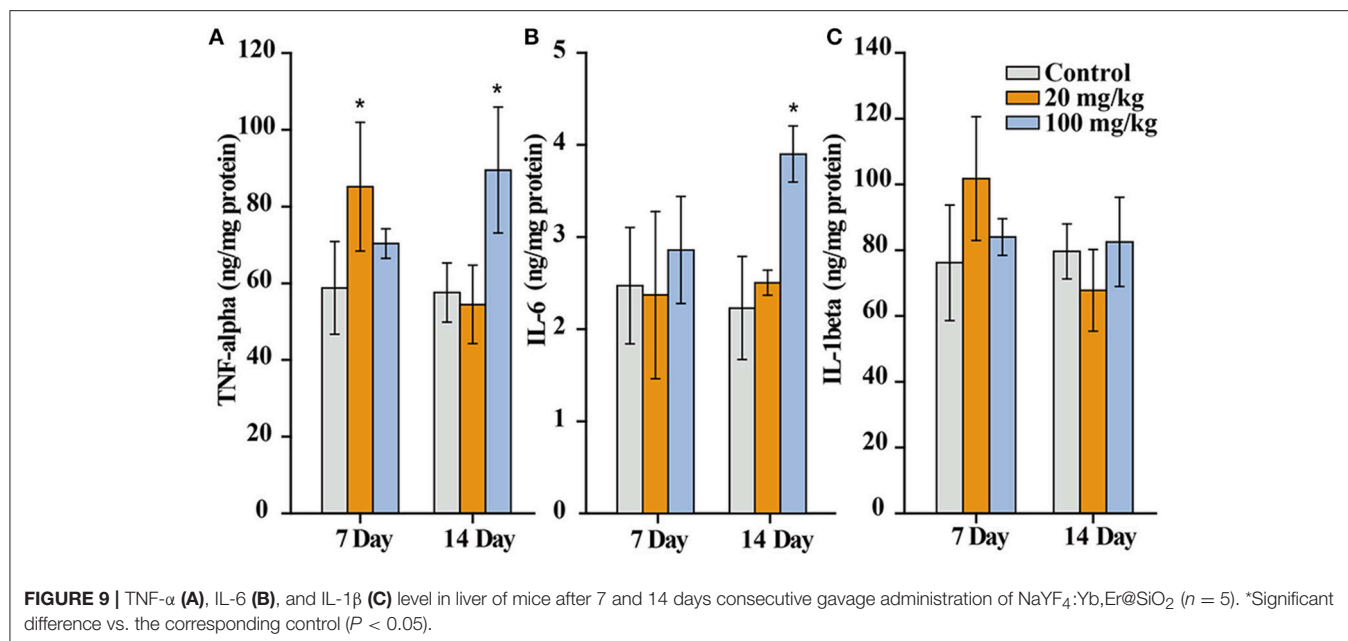 A
120
100
80
60
40
20
0
TNF-alpha (ng/mg protein)
*
*
7 Day 14 Day
B
5
4
3
2
1
0
IL-6 (ng/mg protein)
*
7 Day 14 Day
C
140
120
100
80
60
40
20
0
IL-1beta (ng/mg protein)
Control
20 mg/kg
100 mg/kg
7 Day 14 Day
FIGURE 9 | TNF-α (A), IL-6 (B), and IL-1β (C) level in liver of mice after 7 and 14 days consecutive gavage administration of NaYF₄:Yb,Er@SiO₂ (n = 5). *Significant
difference vs. the corresponding control (P < 0.05).